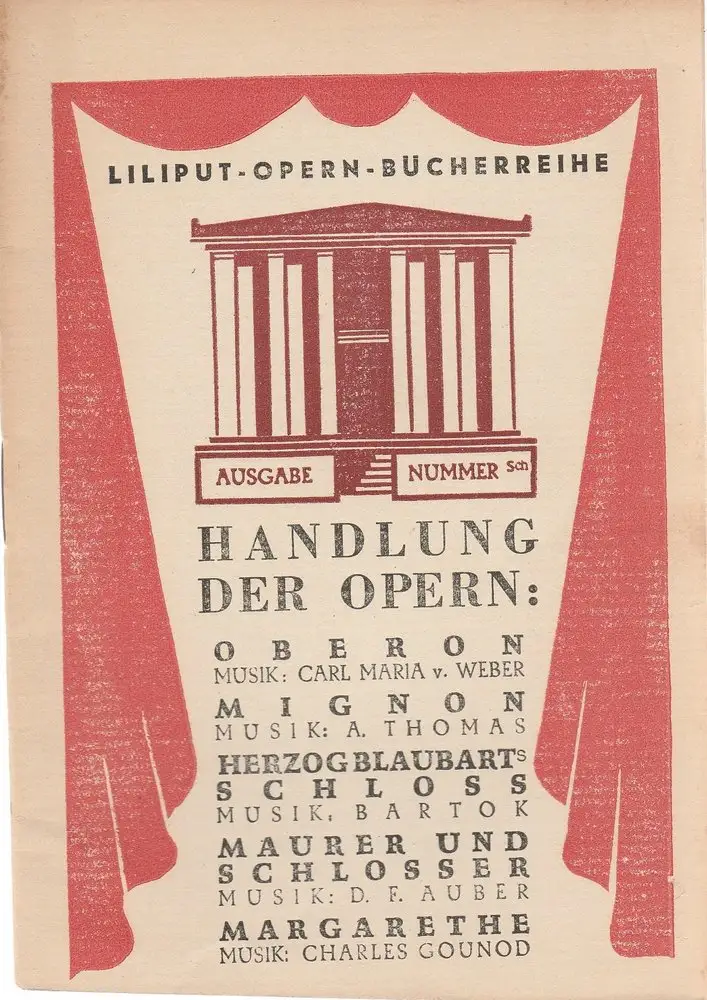 LILIPUT-OPERN-BÜCHERREIHE
AUSGABE NUMMER Sch
HANDLUNG
DER OPERN:
OBERON
MUSIK: CARL MARIA v. WEBER
MIGNON
MUSIK: A. THOMAS
HERZOG BLAUBARTS
SCHLOSS
MUSIK, BARTOK
MAURER UND
SCHLOSSER
MUSIK: D. F. AUBER
MARGARETHE
MUSIK: CHARLES GOUNOD